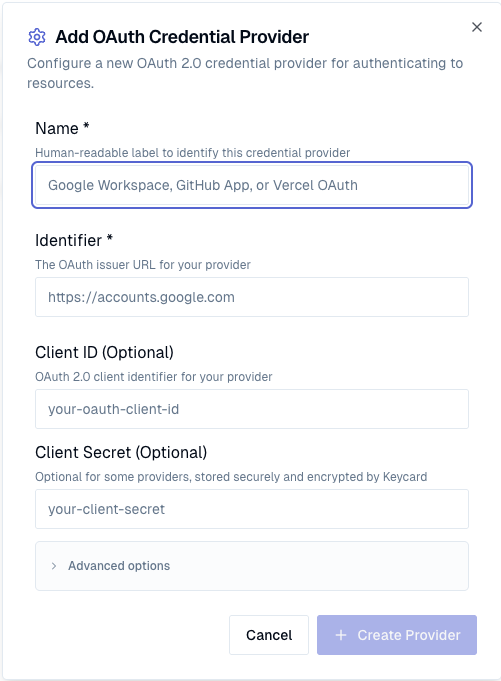 Add OAuth Credential Provider
Configure a new OAuth 2.0 credential provider for authenticating to
resources.
Name *
Human-readable label to identify this credential provider
Google Workspace, GitHub App, or Vercel OAuth
Identifier *
The OAuth issuer URL for your provider
https://accounts.google.com
Client ID (Optional)
OAuth 2.0 client identifier for your provider
your-oauth-client-id
Client Secret (Optional)
Optional for some providers, stored securely and encrypted by Keycard
your-client-secret
Advanced options
Cancel
+ Create Provider